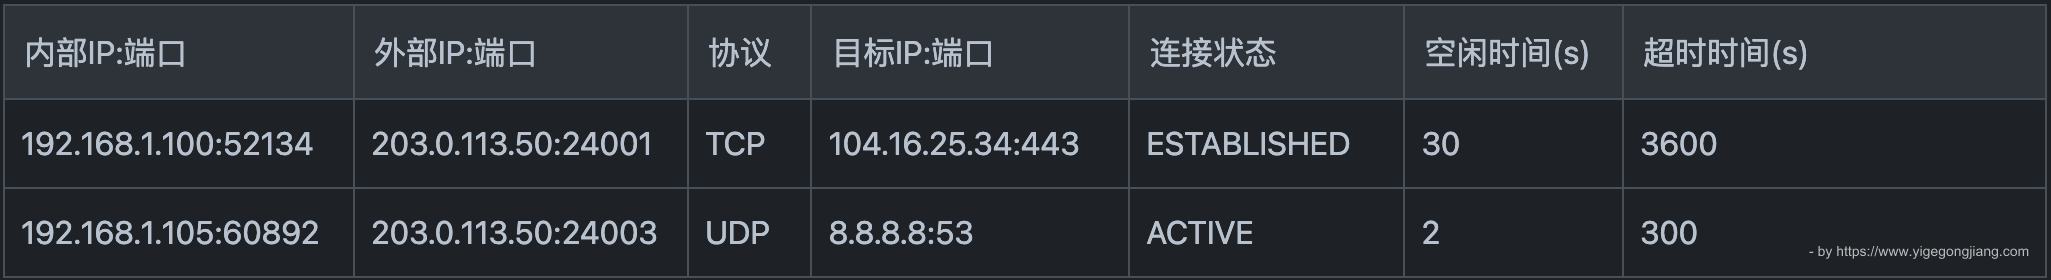 内部IP:端口 外部IP:端口 协议 目标IP:端口 连接状态 空闲时间(s) 超时时间(s)
192.168.1.100:52134 203.0.113.50:24001 TCP 104.16.25.34:443 ESTABLISHED 30 3600
192.168.1.105:60892 203.0.113.50:24003 UDP 8.8.8.8:53 ACTIVE 2 300
- by https://www.yigegongjiang.com